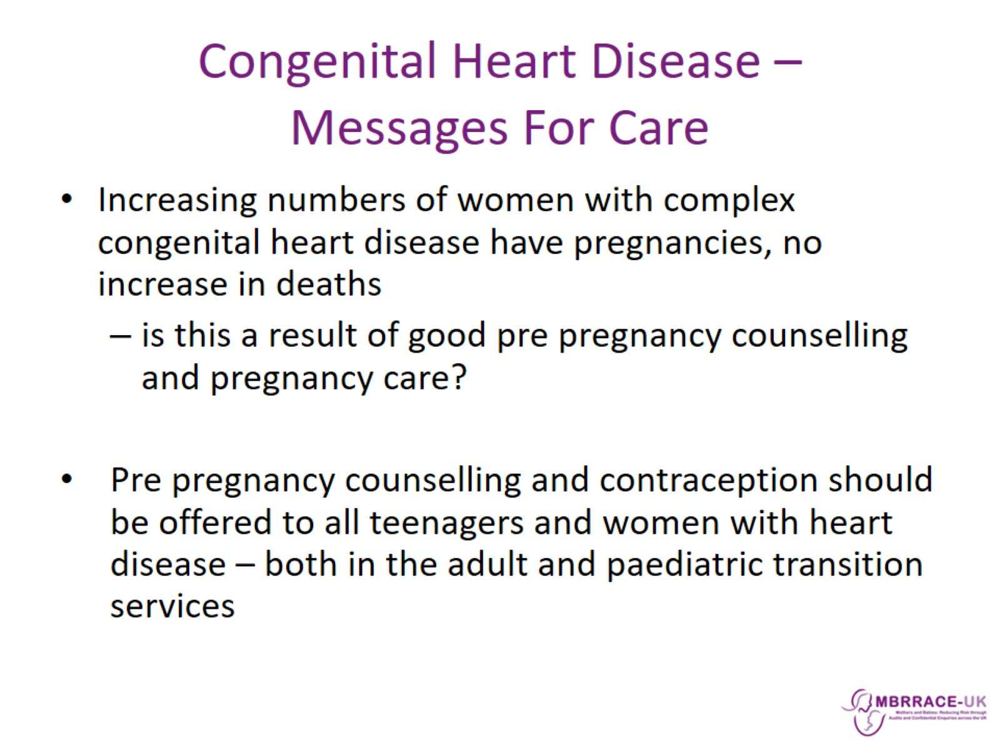 Congenital Heart Disease –
Messages For Care
• Increasing numbers of women with complex
congenital heart disease have pregnancies, no
increase in deaths
– is this a result of good pre pregnancy counselling
and pregnancy care?
• Pre pregnancy counselling and contraception should
be offered to all teenagers and women with heart
disease – both in the adult and paediatric transition
services
MBRRACE-UK
Mothers and Babies: Reducing Risk through
Audits and Confidential Enquiries across the UK